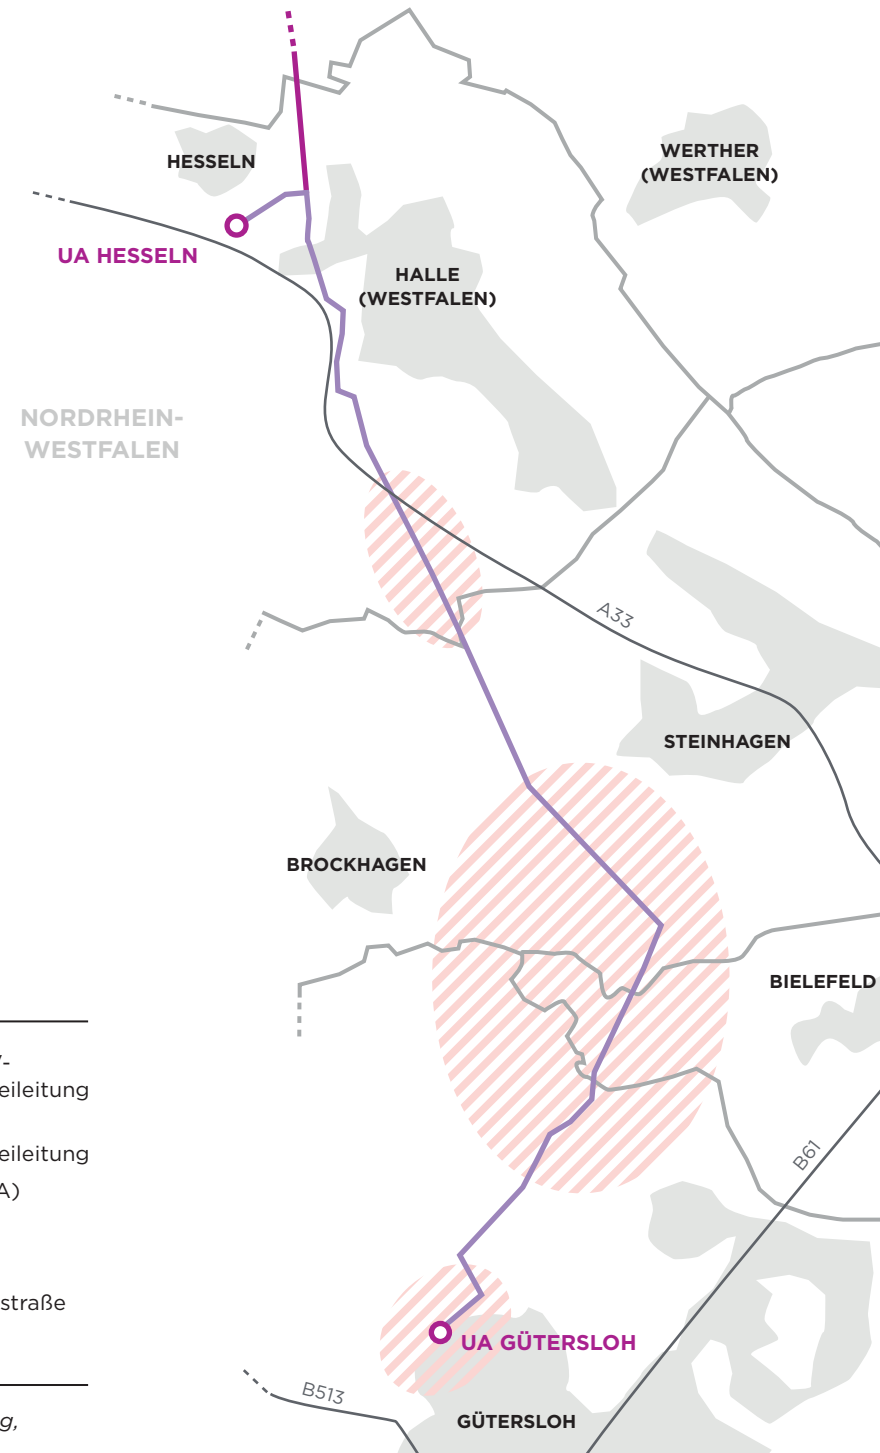 HESSELN
WERTHER
(WESTFALEN)
UA HESSELN
HALLE
(WESTFALEN)
NORDRHEIN-
WESTFALEN
A33
STEINHAGEN
BROCKHAGEN
BIELEFELD
-
eileitung
eileitung
A)
B61
straße
UA GÜTERSLOH
B513
GÜTERSLOH
g,